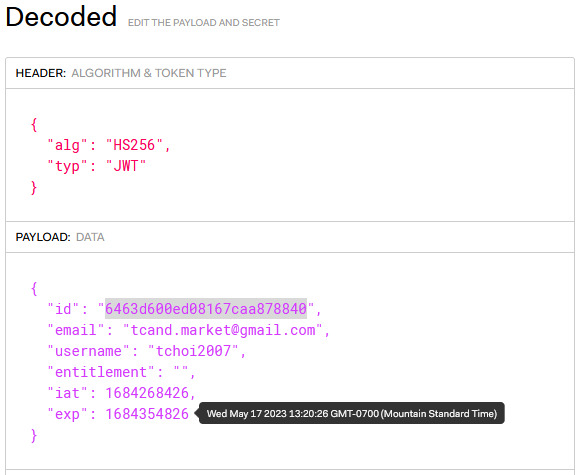 Decoded EDIT THE PAYLOAD AND SECRET
HEADER: ALGORITHM & TOKEN TYPE
{
"alg": "HS256",
"typ": "JWT"
}
PAYLOAD: DATA
{
"id": "6463d600ed08167caa878840",
"email": "tcand.market@gmail.com",
"username": "tchoi2007",
"entitlement": "",
"iat": 1684268426,
"exp": 1684354826 Wed May 17 2023 13:20:26 GMT-0700 (Mountain Standard Time)
}